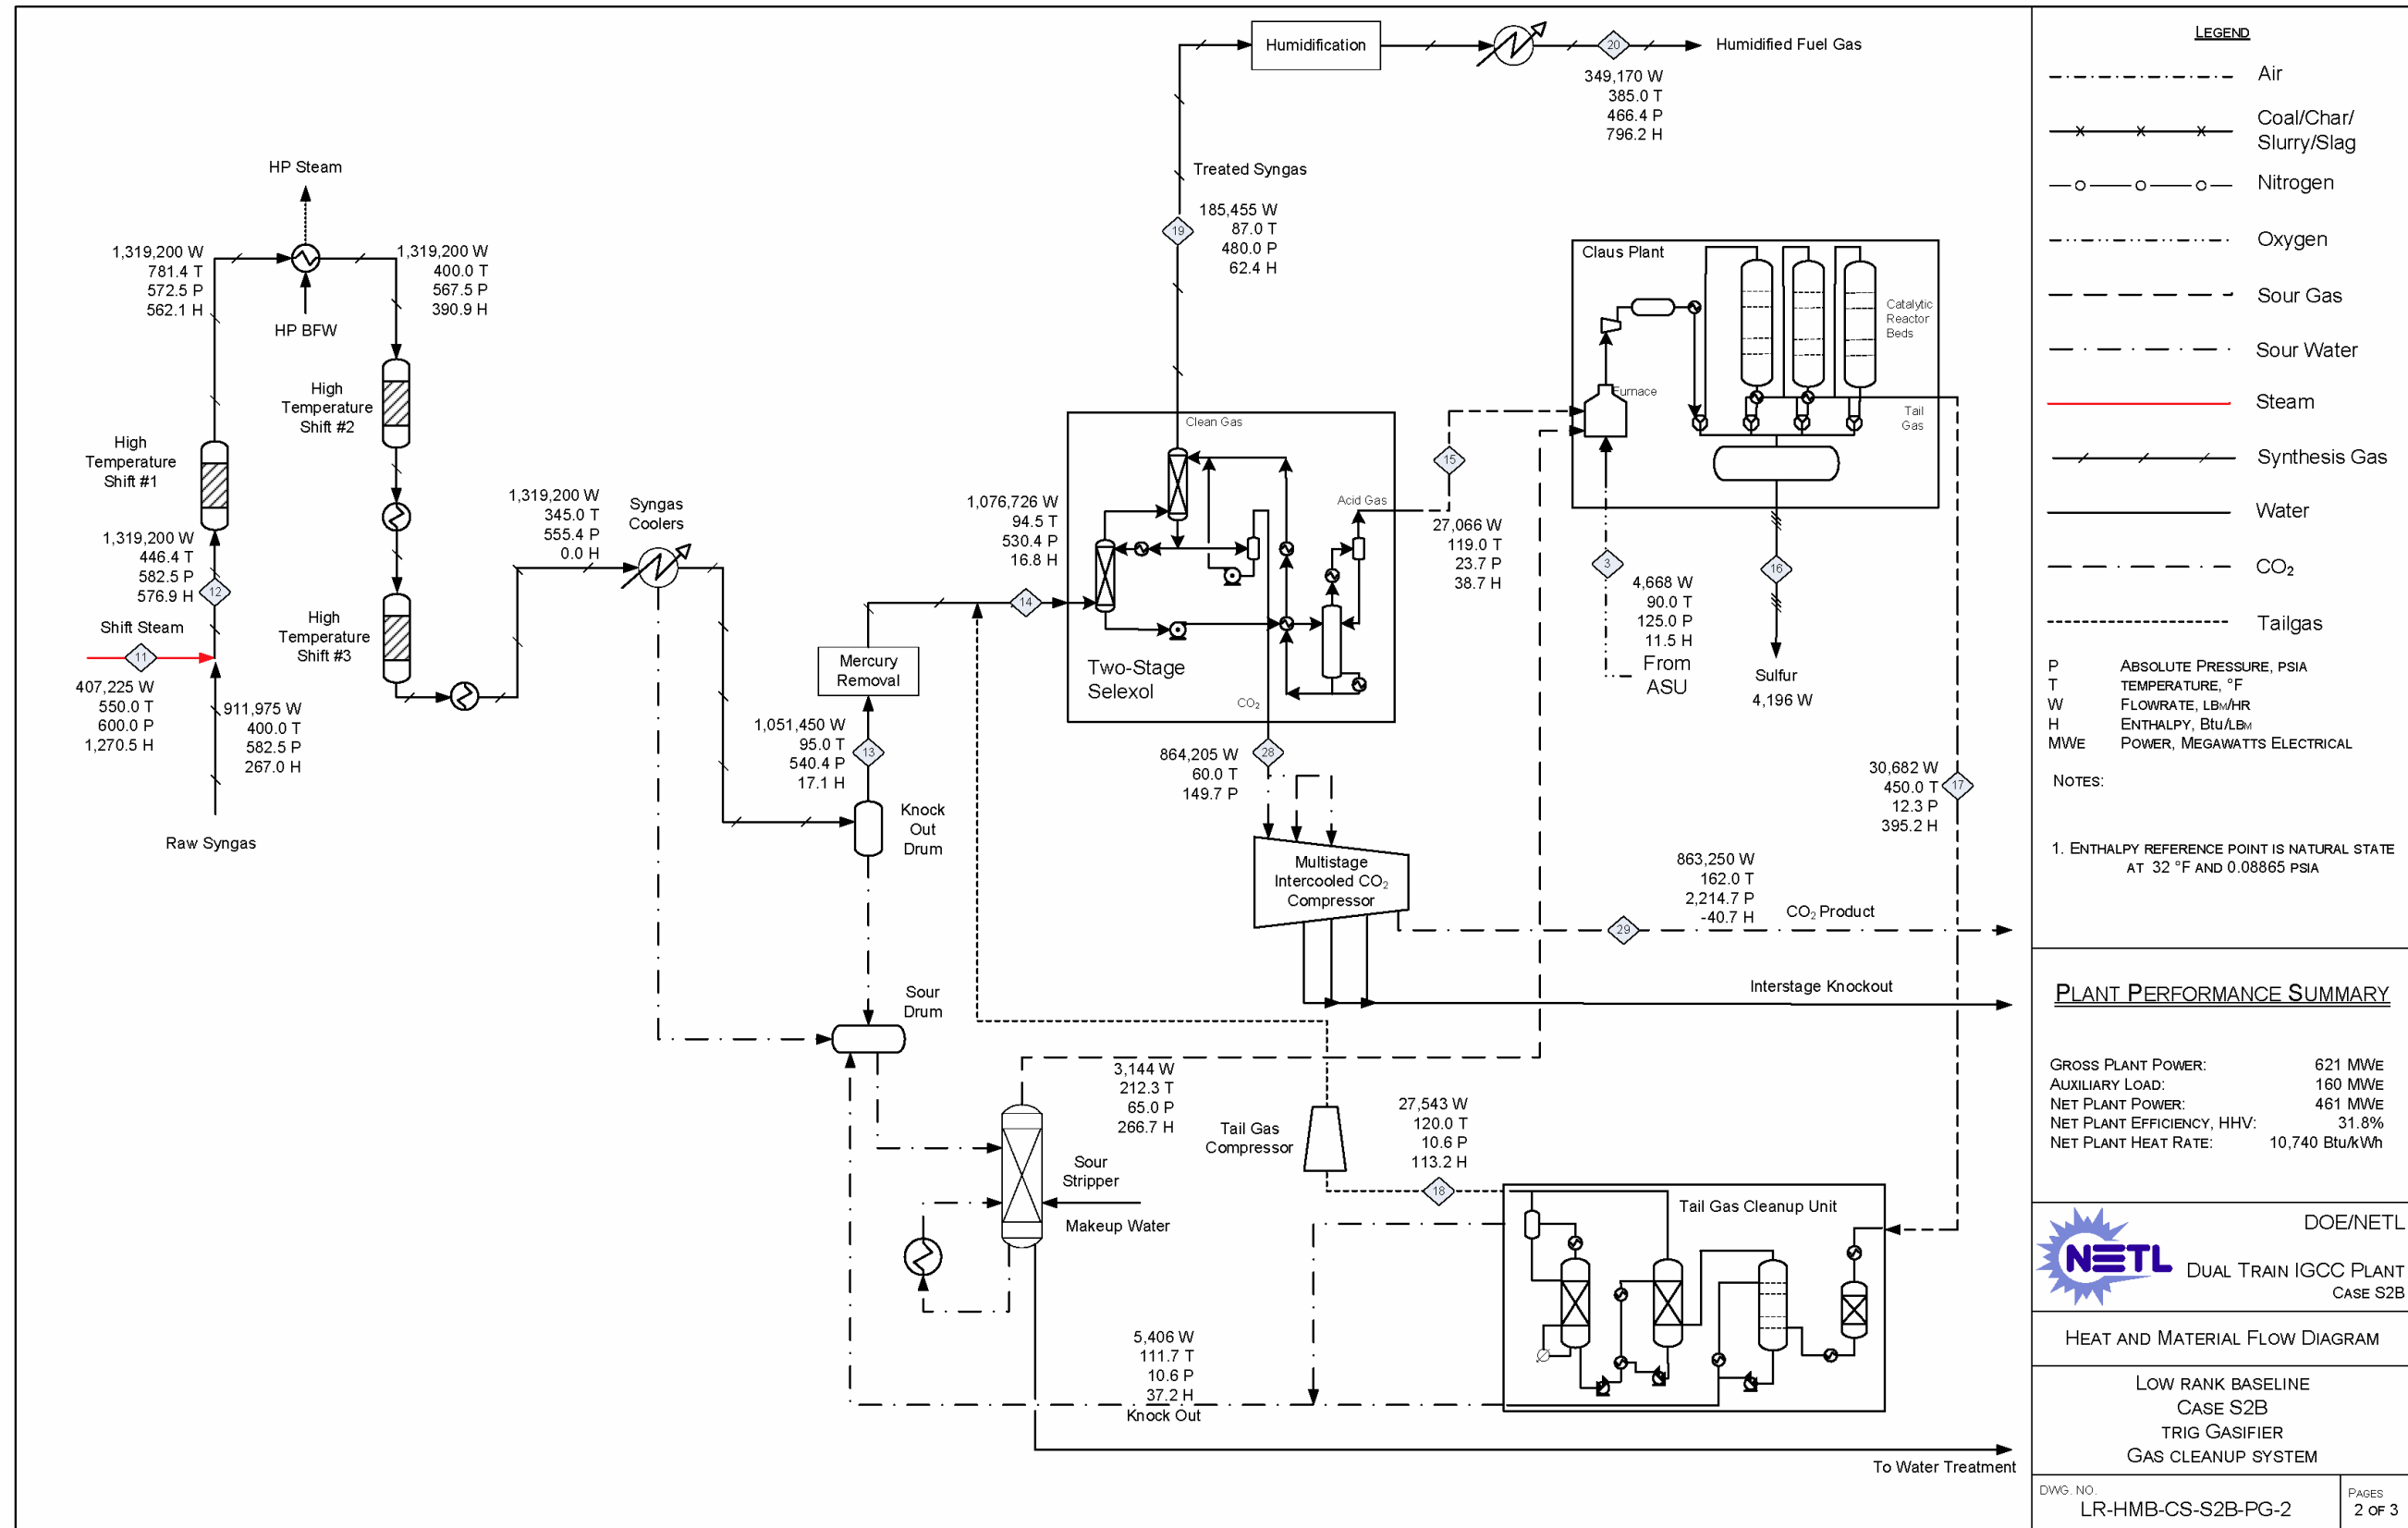 Humidification
20
Humidified Fuel Gas
349,170 W
385.0 T
466.4 P
796.2 H
HP Steam
Treated Syngas
185,455 W
87.0 T
480.0 P
62.4 H
19
1,319,200 W
781.4 T
572.5 P
562.1 H
1,319,200 W
400.0 T
567.5 P
390.9 H
HP BFW
High
Temperature
Shift #2
High
Temperature
Shift #1
1,319,200 W
446.4 T
582.5 P
576.9 H
12
Shift Steam
11
407,225 W
550.0 T
600.0 P
1,270.5 H
911,975 W
400.0 T
582.5 P
267.0 H
Raw Syngas
High
Temperature
Shift #3
1,319,200 W
345.0 T
555.4 P
0.0 H
Syngas
Coolers
Mercury
Removal
1,051,450 W
95.0 T
540.4 P
17.1 H
13
Knock
Out
Drum
Sour
Drum
1,076,726 W
94.5 T
530.4 P
16.8 H
14
Clean Gas
Acid Gas
Two-Stage
Selexol
CO₂
15
27,066 W
119.0 T
23.7 P
38.7 H
Claus Plant
Catalytic
Reactor
Beds
Furnace
Tail
Gas
3
4,668 W
90.0 T
125.0 P
11.5 H
From
ASU
16
Sulfur
4,196 W
864,205 W
60.0 T
149.7 P
28
Multistage
Intercooled CO₂
Compressor
863,250 W
162.0 T
2,214.7 P
-40.7 H
CO₂ Product
29
Interstage Knockout
30,682 W
450.0 T
12.3 P
395.2 H
17
3,144 W
212.3 T
65.0 P
266.7 H
Sour
Stripper
Makeup Water
Tail Gas
Compressor
27,543 W
120.0 T
10.6 P
113.2 H
18
Tail Gas Cleanup Unit
5,406 W
111.7 T
10.6 P
37.2 H
Knock Out
To Water Treatment
LEGEND
Air
Coal/Char/
Slurry/Slag
Nitrogen
Oxygen
Sour Gas
Sour Water
Steam
Synthesis Gas
Water
CO₂
Tailgas
P ABSOLUTE PRESSURE, PSIA
T TEMPERATURE, °F
W FLOWRATE, LBM/HR
H ENTHALPY, Btu/LBM
MWE POWER, MEGAWATTS ELECTRICAL
NOTES:
1. ENTHALPY REFERENCE POINT IS NATURAL STATE
AT 32 °F AND 0.08865 PSIA
PLANT PERFORMANCE SUMMARY
GROSS PLANT POWER: 621 MWE
AUXILIARY LOAD: 160 MWE
NET PLANT POWER: 461 MWE
NET PLANT EFFICIENCY, HHV: 31.8%
NET PLANT HEAT RATE: 10,740 Btu/kWh
NETL
DOE/NETL
DUAL TRAIN IGCC PLANT
CASE S2B
HEAT AND MATERIAL FLOW DIAGRAM
LOW RANK BASELINE
CASE S2B
TRIG GASIFIER
GAS CLEANUP SYSTEM
DWG. NO.
LR-HMB-CS-S2B-PG-2
PAGES
2 OF 3